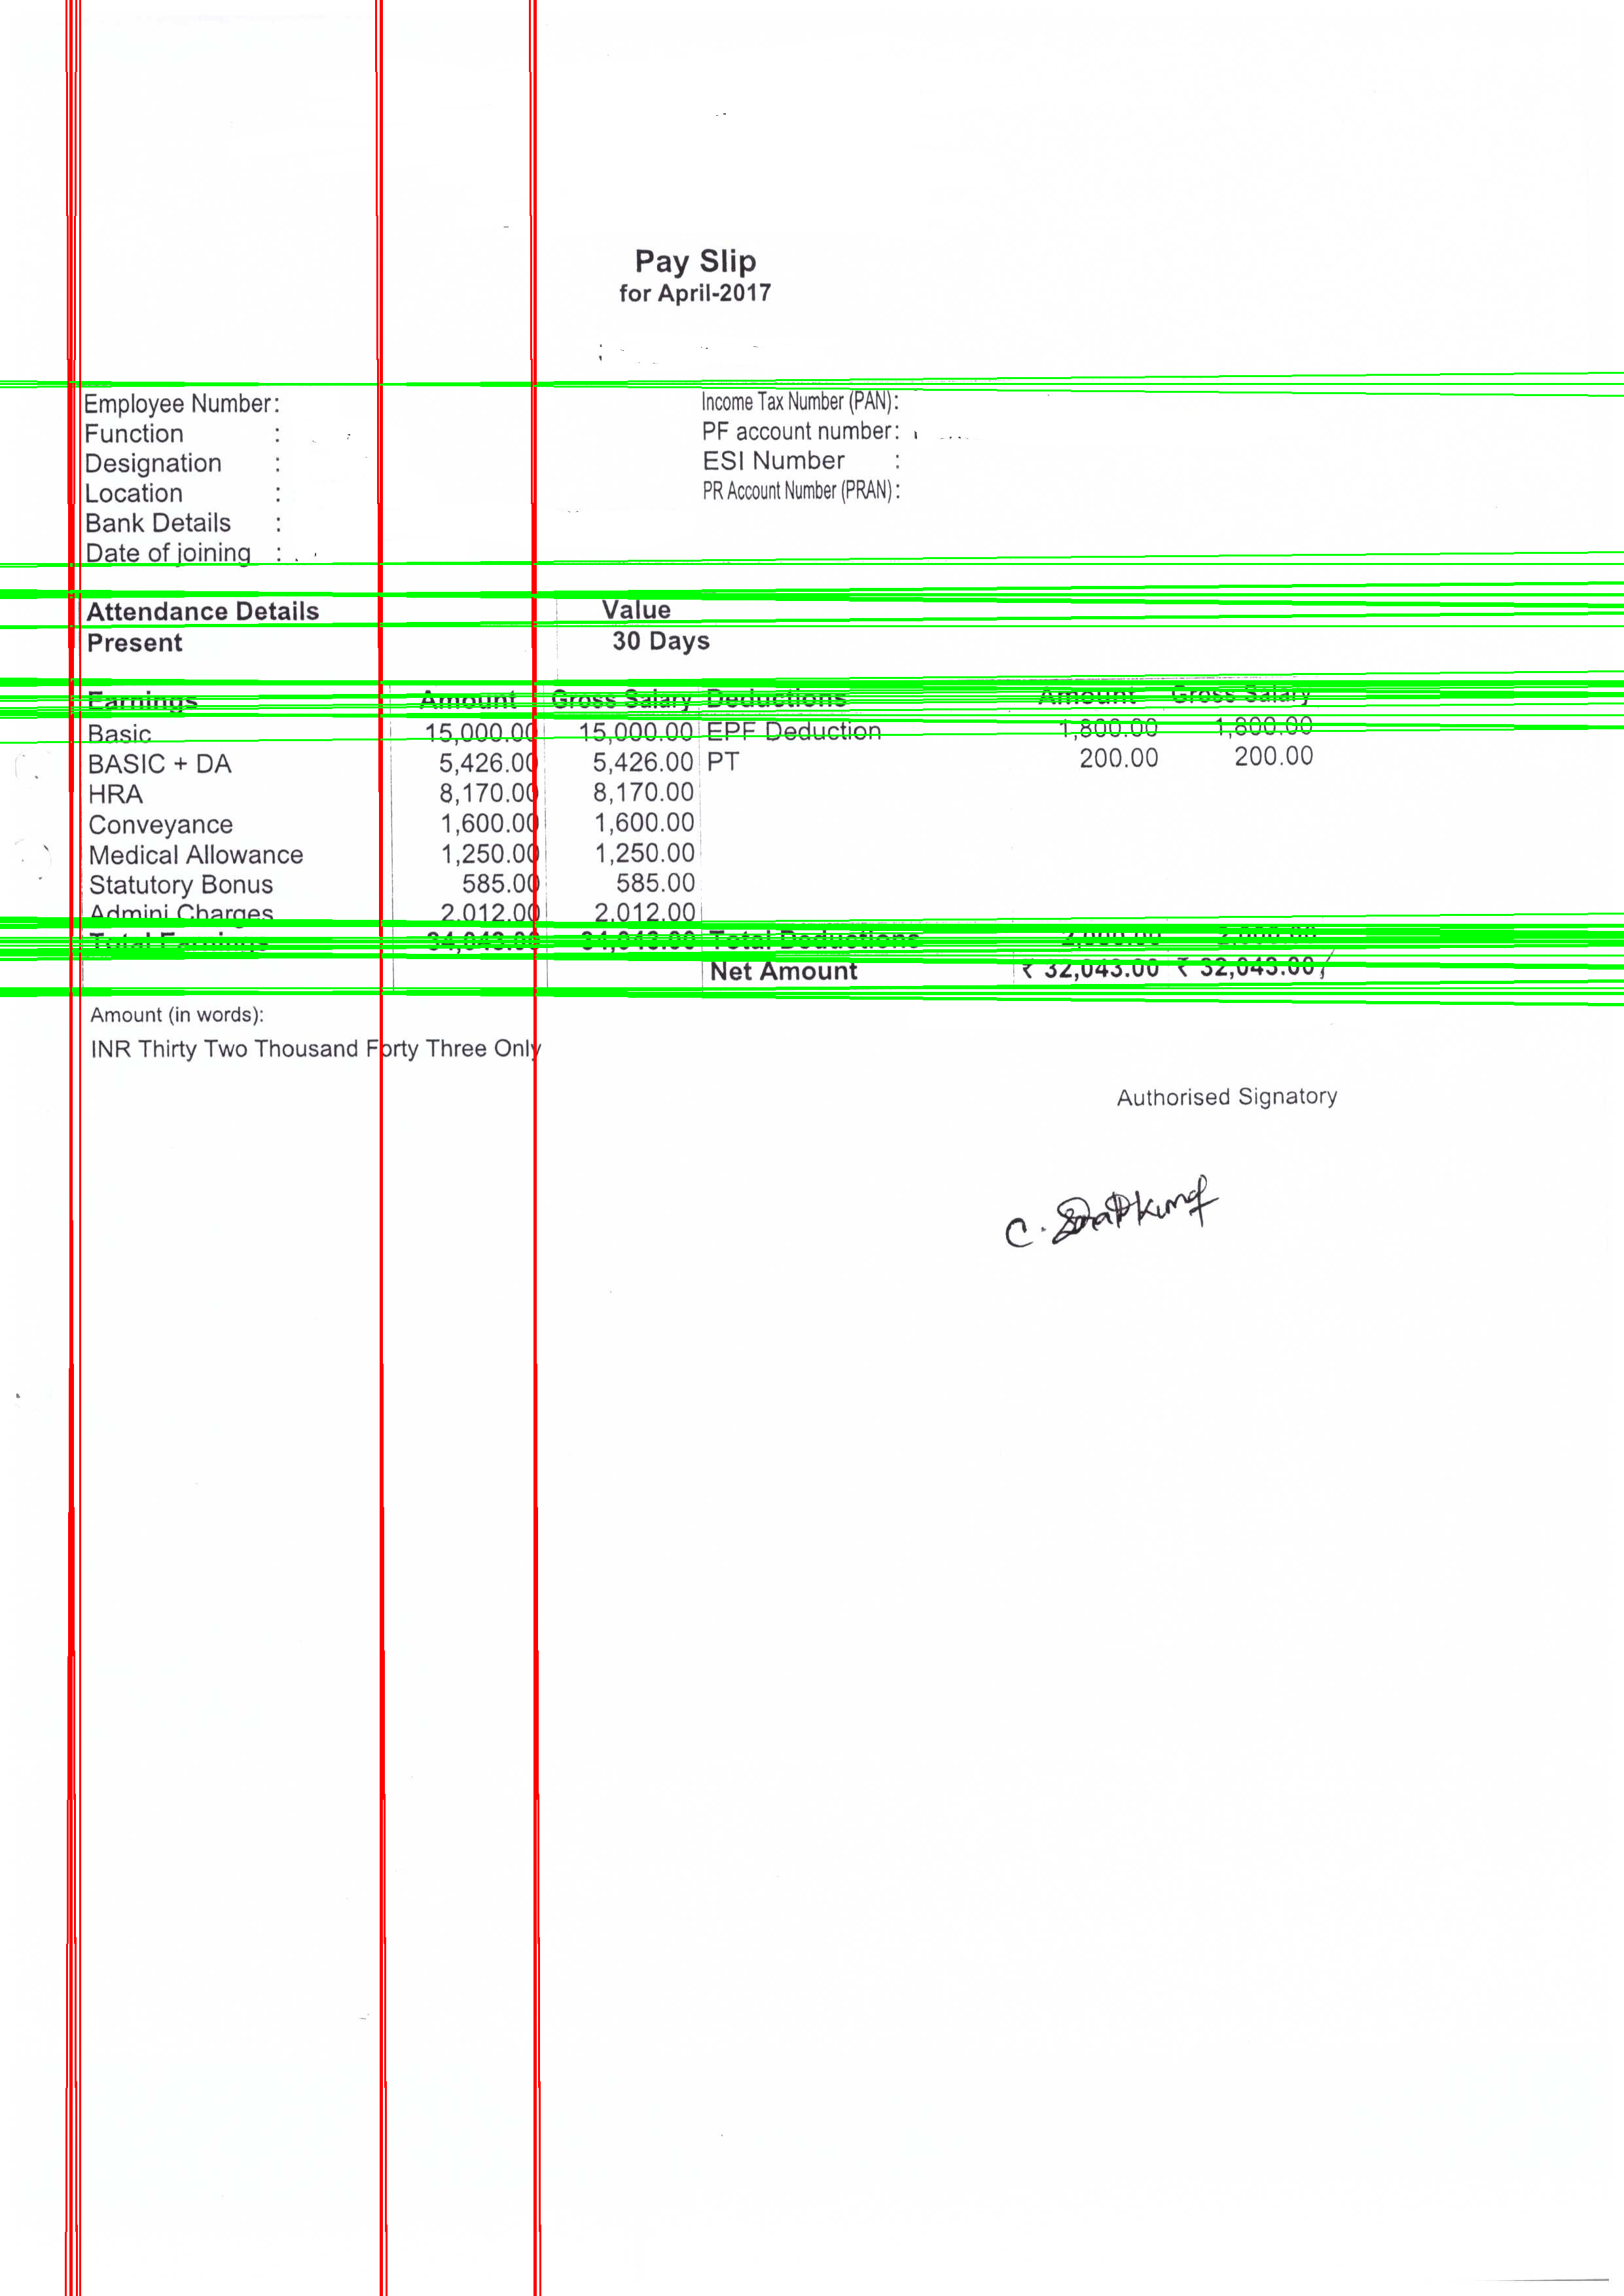 Pay Slip
for April-2017
Employee Number:
Function :
Designation :
Location :
Bank Details :
Date of joining :
Income Tax Number (PAN):
PF account number:
ESI Number :
PR Account Number (PRAN):
Attendance Details Value
Present 30 Days
Earnings Amount Gross Salary Deductions Amount Gross Salary
Basic 15,000.00 15,000.00 EPF Deduction 1,800.00 1,800.00
BASIC + DA 5,426.00 5,426.00 PT 200.00 200.00
HRA 8,170.00 8,170.00
Conveyance 1,600.00 1,600.00
Medical Allowance 1,250.00 1,250.00
Statutory Bonus 585.00 585.00
Admini Charges 2,012.00 2,012.00
Total Earnings 34,043.00 34,043.00 Total Deductions 2,000.00 2,000.00
Net Amount ₹ 32,043.00 ₹ 32,043.00
Amount (in words):
INR Thirty Two Thousand Forty Three Only
Authorised Signatory